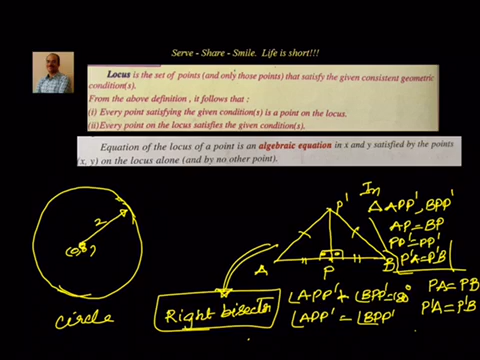 Serve - Share - Smile. Life is short!!!
Locus is the set of points (and only those points) that satisfy the given consistent geometric
condition(s).
From the above definition, it follows that :
(i) Every point satisfying the given condition(s) is a point on the locus.
(ii) Every point on the locus satisfies the given condition(s).
Equation of the locus of a point is an algebraic equation in x and y satisfied by the points
(x, y) on the locus alone (and by no other point).
2
circle
A
P
B
P'
Right bisector
In
Δ APP', BPP'
AP = BP
PP' = PP'
P'A = P'B
∠APP' + ∠BPP' = 180°
∠APP' = ∠BPP'
PA = PB
P'A = P'B